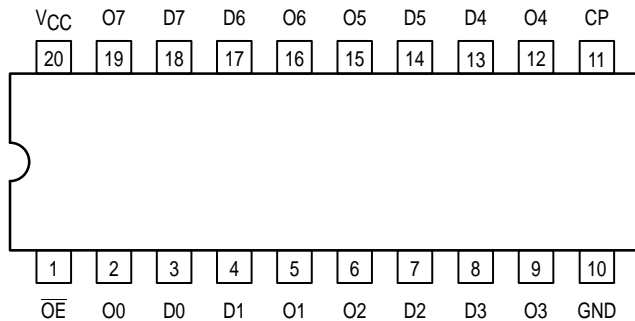 VCC O7 D7 D6 O6 O5 D5 D4 O4 CP
20 19 18 17 16 15 14 13 12 11
1 2 3 4 5 6 7 8 9 10
O̅E̅ O0 D0 D1 O1 O2 D2 D3 O3 GND